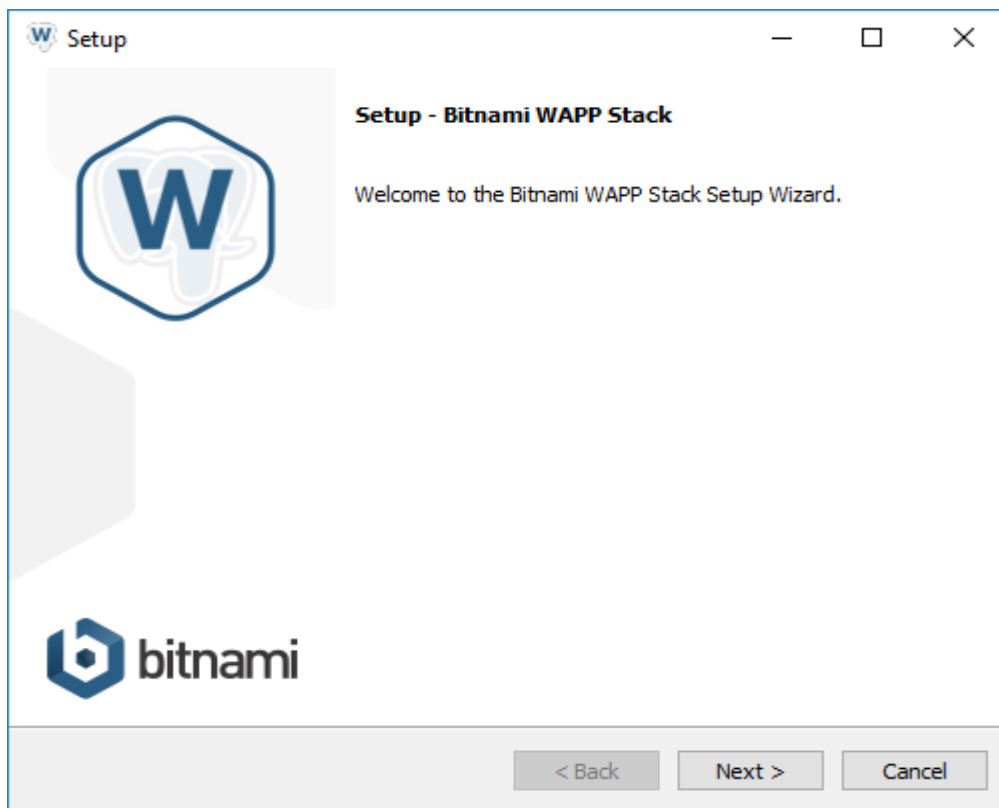 W Setup
Setup - Bitnami WAPP Stack
W
Welcome to the Bitnami WAPP Stack Setup Wizard.
bitnami
< Back Next > Cancel